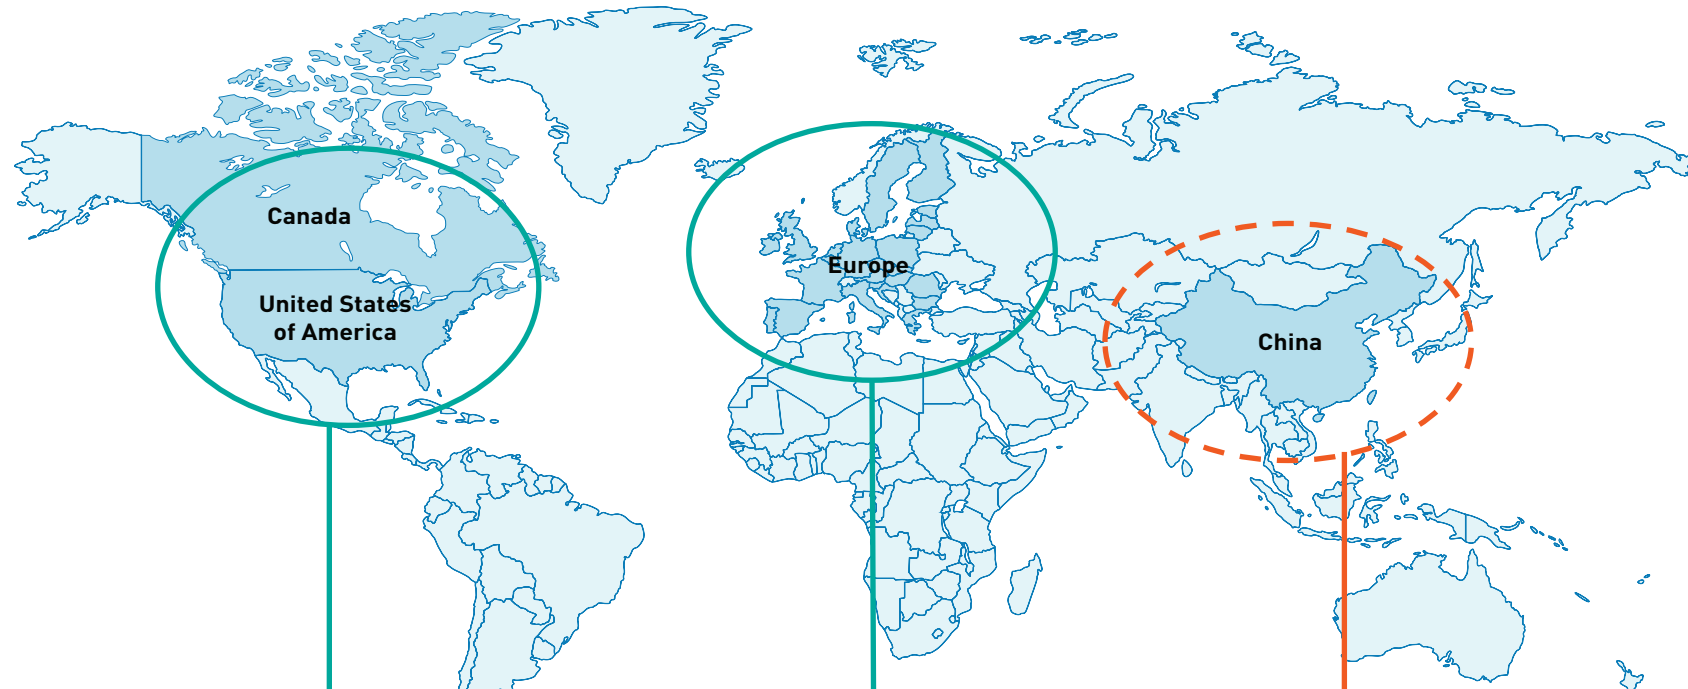 Canada
United States
of America
Europe
China